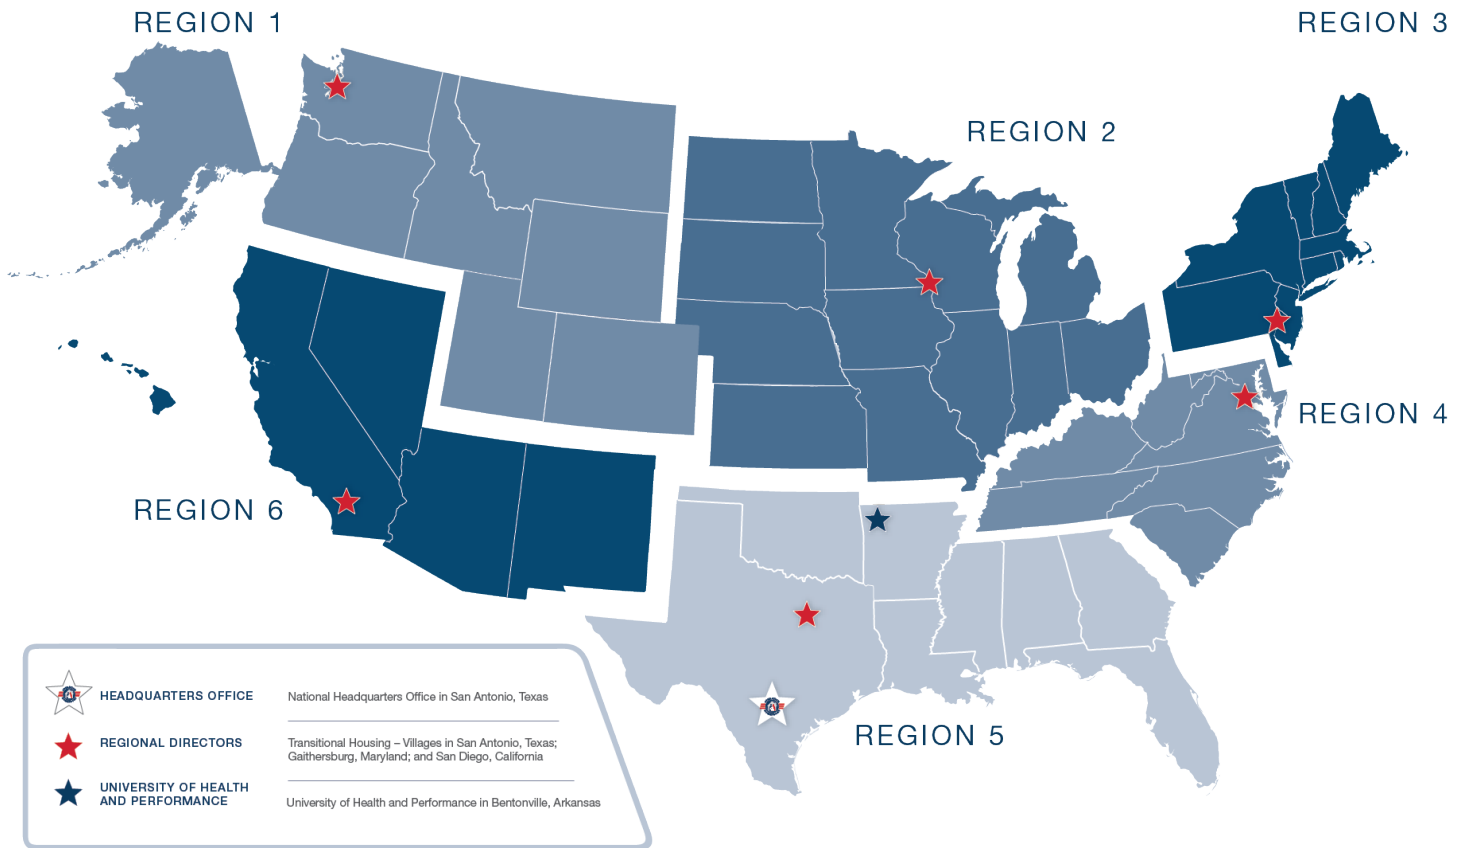 REGION 1
REGION 3
REGION 2
REGION 4
REGION 6
REGION 5
HEADQUARTERS OFFICE
National Headquarters Office in San Antonio, Texas
REGIONAL DIRECTORS
Transitional Housing – Villages in San Antonio, Texas;
Gaithersburg, Maryland; and San Diego, California
UNIVERSITY OF HEALTH
AND PERFORMANCE
University of Health and Performance in Bentonville, Arkansas